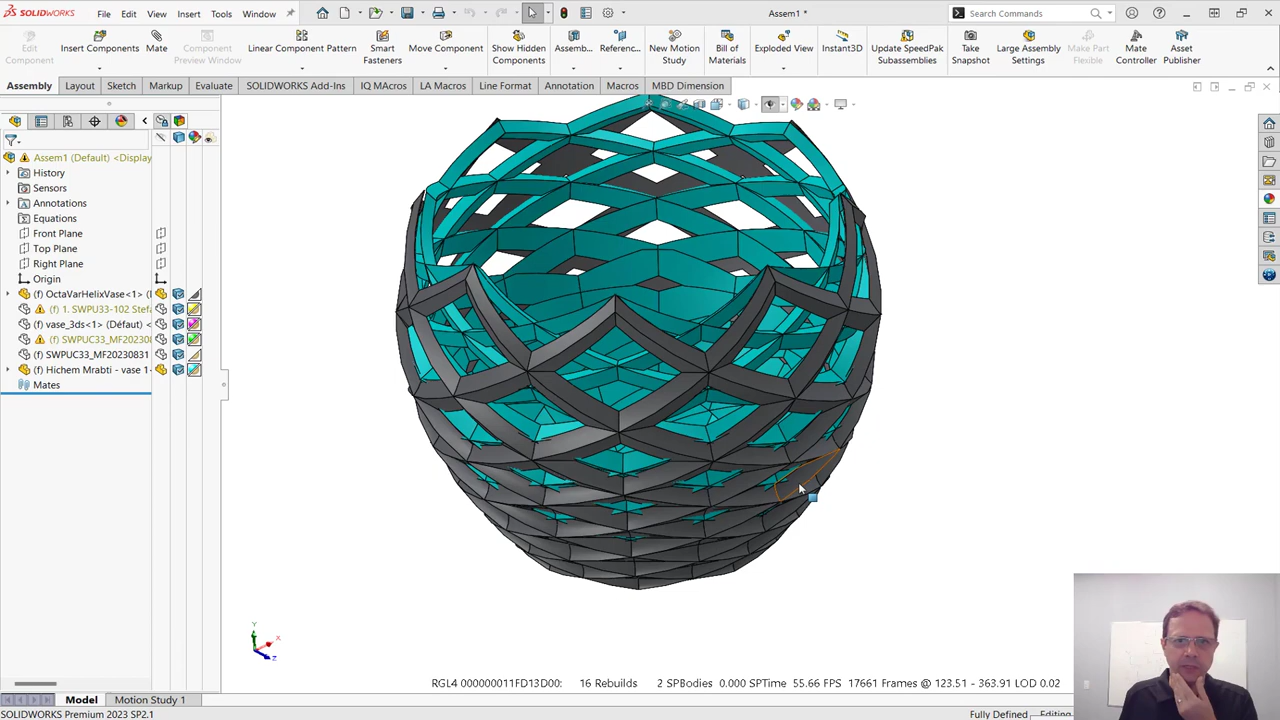 SOLIDWORKS File Edit View Insert Tools Window Assem1 * Search Commands
Edit Component Insert Components Mate Component Preview Window Linear Component Pattern Smart Fasteners Move Component Show Hidden Components Assemb... Referenc... New Motion Study Bill of Materials Exploded View Instant3D Update SpeedPak Subassemblies Take Snapshot Large Assembly Settings Make Part Flexible Mate Controller Asset Publisher
Assembly Layout Sketch Markup Evaluate SOLIDWORKS Add-Ins IQ MAcros LA Macros Line Format Annotation Macros MBD Dimension
Assem1 (Default) <Display
History
Sensors
Annotations
Equations
Front Plane
Top Plane
Right Plane
Origin
(f) OctaVarHelixVase<1> (
(f) 1. SWPU33-102 Stefa
(f) vase_3ds<1> (Défaut) <
(f) SWPUC33_MF20230
(f) SWPUC33_MF20230831
(f) Hichem Mrabti - vase 1
Mates
Y
X
Z
RGL4 000000011FD13D00: 16 Rebuilds 2 SPBodies 0.000 SPTime 55.66 FPS 17661 Frames @ 123.51 - 363.91 LOD 0.02
Model Motion Study 1
SOLIDWORKS Premium 2023 SP2.1 Fully Defined Editing